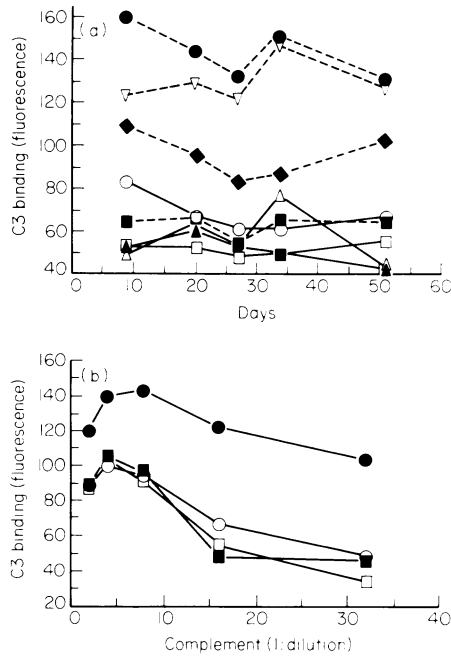 (a)
C3 binding (fluorescence)
160
140
120
100
80
60
40
0 10 20 30 40 50 60
Days
(b)
C3 binding (fluorescence)
160
140
120
100
80
60
40
20
0 10 20 30 40
Complement (1:dilution)